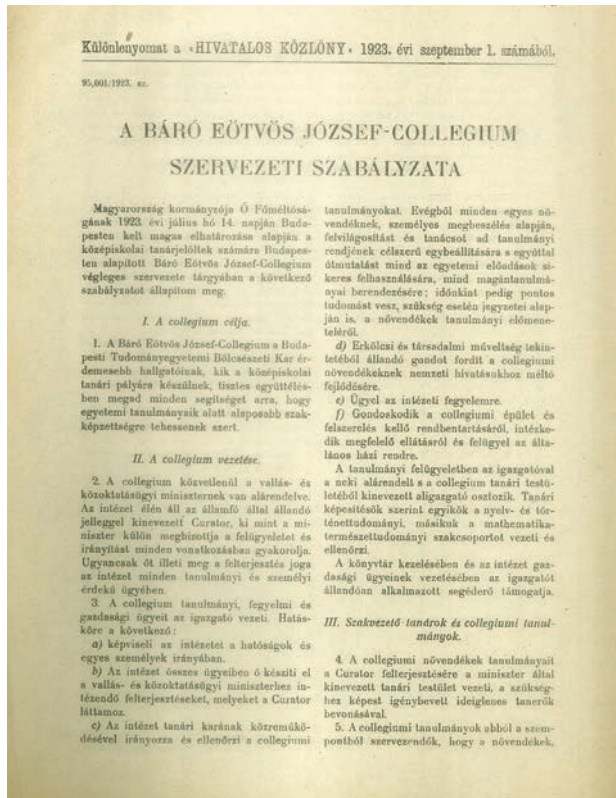 Különlenyomat a «HIVATALOS KÖZLÖNY» 1923. évi szeptember 1. számából.
95,001/1923. sz.
A BÁRÓ EÖTVÖS JÓZSEF-COLLEGIUM
SZERVEZETI SZABÁLYZATA
Magyarország kormányzója Ő Főméltósá-
gának 1923. évi július hó 14. napján Buda-
pesten kelt magas elhatározása alapján a
középiskolai tanárjelöltek számára Budapes-
ten alapított Báró Eötvös József-Collegium
végleges szervezete tárgyában a következő
szabályzatot állapítom meg.
I. A collegium célja.
1. A Báró Eötvös József-Collegium a Buda-
pesti Tudományegyetemi Bölcsészeti Kar ér-
demesebb hallgatóinak, kik a középiskolai
tanári pályára készülnek, tisztes együttélés-
ben megad minden segítséget arra, hogy
egyetemi tanulmányaik alatt alaposabb szak-
képzettségre tehessenek szert.
II. A collegium vezetése.
2. A collegium közvetlenül a vallás- és
közoktatásügyi miniszternek van alárendelve.
Az intézet élén áll az államfő által állandó
jelleggel kinevezett Curator, ki mint a mi-
niszter külön megbízottja a felügyeletet és
irányítást minden vonatkozásban gyakorolja.
Ugyancsak őt illeti meg a felterjesztés joga
az intézet minden tanulmányi és személyi
érdekű ügyében.
3. A collegium tanulmányi, fegyelmi és
gazdasági ügyeit az igazgató vezeti. Hatás-
köre a következő:
a) képviseli az intézetet a hatóságok és
egyes személyek irányában.
b) Az intézet összes ügyeiben ő készíti el
a vallás- és közoktatásügyi miniszterhez in-
tézendő felterjesztéseket, melyeket a Curator
láttamoz.
c) Az intézet tanári karának közreműkö-
désével irányozza és ellenőrzi a collegiumi
tanulmányokat. Evégből minden egyes nö-
vendéknek, személyes megbeszélés alapján,
felvilágosítást és tanácsot ad tanulmányi
rendjének célszerű egybeállítására s egyúttal
útmutatást mind az egyetemi előadások si-
keres felhasználására, mind magántanulmá-
nyai berendezésére; időnkint pedig pontos
tudomást vesz, szükség esetén jegyzetei alap-
ján is, a növendékek tanulmányi előmene-
teléről.
d) Erkölcsi és társadalmi műveltség tekin-
tetéből állandó gondot fordít a collegiumi
növendékeknek nemzeti hivatásukhoz méltó
fejlődésére.
e) Ügyel az intézeti fegyelemre.
f) Gondoskodik a collegiumi épület és
felszerelés kellő rendbentartásáról, intézke-
dik megfelelő ellátásról és felügyel az álta-
lános házi rendre.
A tanulmányi felügyeletben az igazgatóval
a neki alárendelt s a collegium tanári testü-
letéből kinevezett aligazgató osztozik. Tanári
képesítésök szerint egyikök a nyelv- és tör-
ténettudományi, másikuk a mathematika-
természettudományi szakcsoportot vezeti és
ellenőrzi.
A könyvtár kezelésében és az intézet gaz-
dasági ügyeinek vezetésében az igazgatót
állandóan alkalmazott segéderő támogatja.
III. Szakvezető tanárok és collegiumi tanul-
mányok.
4. A collegiumi növendékek tanulmányait
a Curator felterjesztésére a miniszter által
kinevezett tanári testület vezeti, a szükség-
hez képest igénybevett ideiglenes tanerők
bevonásával.
5. A collegiumi tanulmányok abból a szem-
pontból szervezendők, hogy a növendékek,